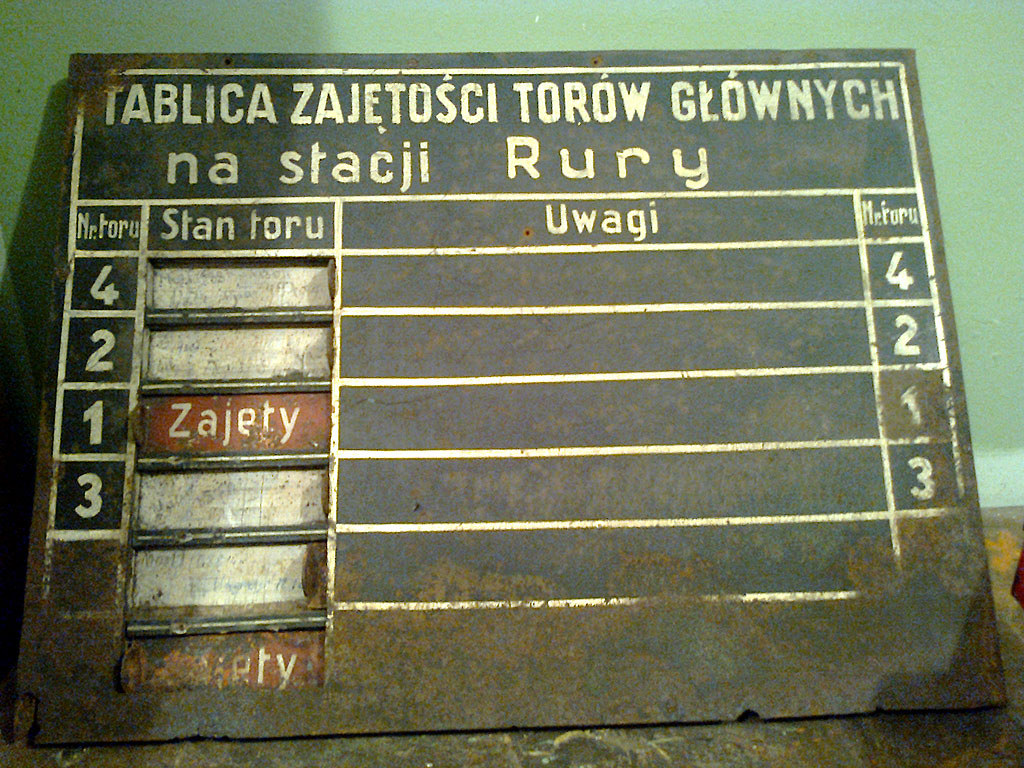 TABLICA ZAJĘTOŚCI TORÓW GŁÓWNYCH
na stacji Rury
Nr. toru Stan toru Uwagi Nr. toru
4 4
2 2
1 Zajęty 1
3 3